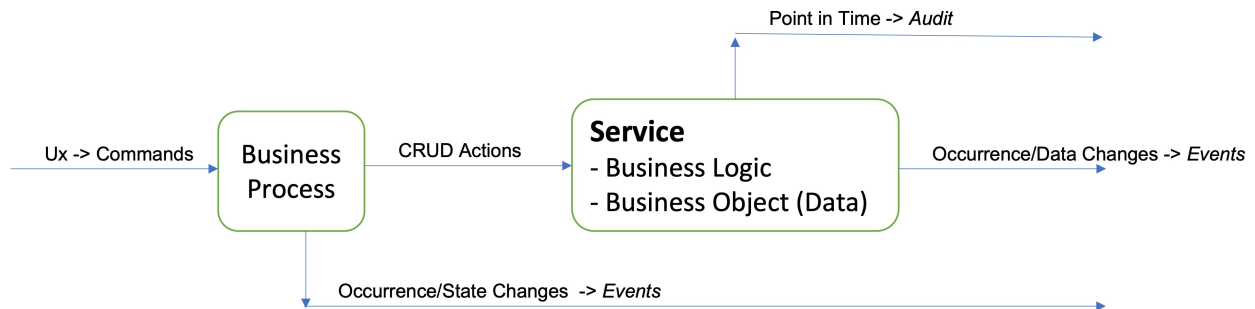 Point in Time -> Audit
Ux -> Commands
Business
Process
CRUD Actions
Service
- Business Logic
- Business Object (Data)
Occurrence/Data Changes -> Events
Occurrence/State Changes  -> Events